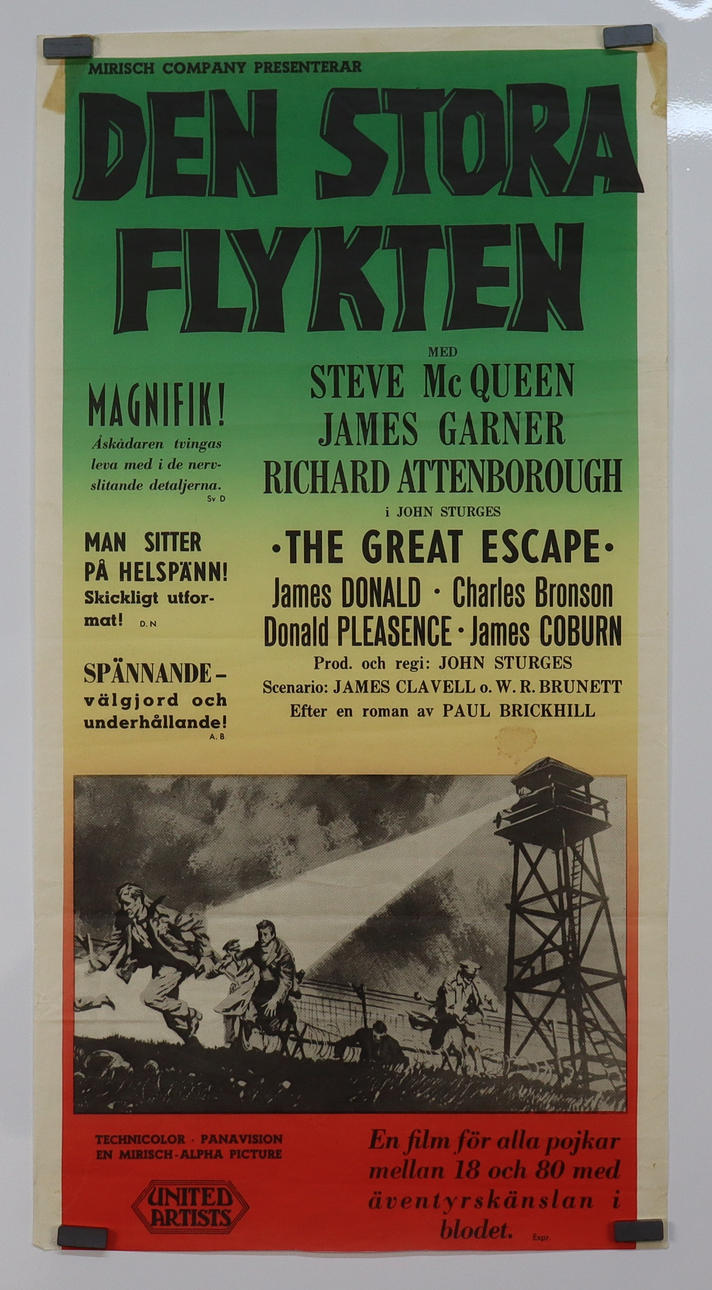 MIRISCH COMPANY PRESENTERAR
DEN STORA
FLYKTEN
MED
STEVE Mc QUEEN
JAMES GARNER
RICHARD ATTENBOROUGH
i JOHN STURGES
·THE GREAT ESCAPE·
James DONALD · Charles Bronson
Donald PLEASENCE · James COBURN
Prod. och regi: JOHN STURGES
Scenario: JAMES CLAVELL o. W. R. BRUNETT
Efter en roman av PAUL BRICKHILL
MAGNIFIK!
Åskådaren tvingas
leva med i de nerv-
slitande detaljerna.
Sv D
MAN SITTER
PÅ HELSPÄNN!
Skickligt utfor-
mat! D. N
SPÄNNANDE–
välgjord och
underhållande!
A. B
TECHNICOLOR · PANAVISION
EN MIRISCH-ALPHA PICTURE
UNITED
ARTISTS
En film för alla pojkar
mellan 18 och 80 med
äventyrskänslan i
blodet. Expr.